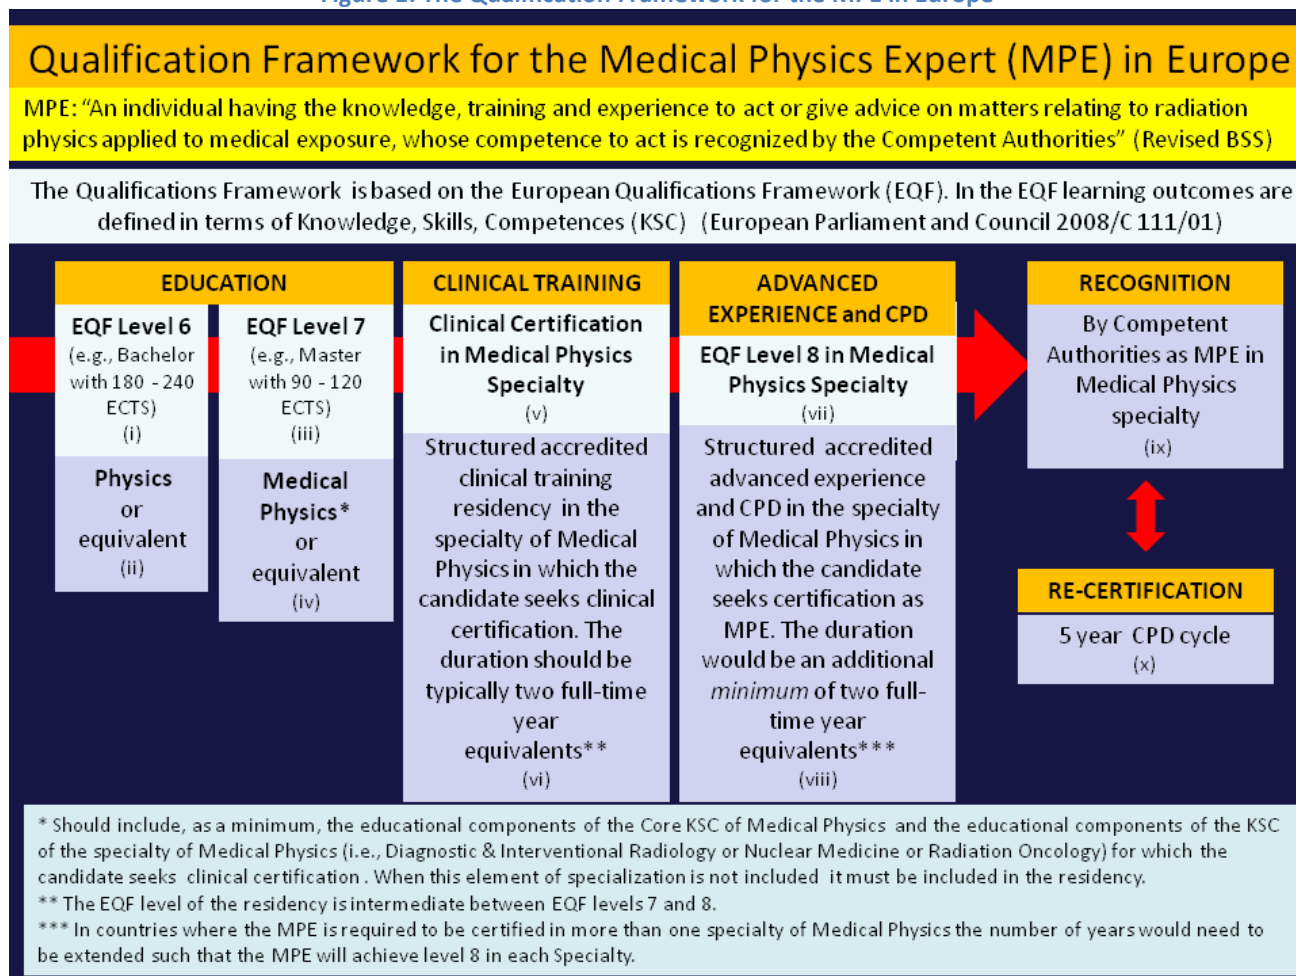 Figure 1: The Qualification Framework for the MPE in Europe
Qualification Framework for the Medical Physics Expert (MPE) in Europe
MPE: “An individual having the knowledge, training and experience to act or give advice on matters relating to radiation
physics applied to medical exposure, whose competence to act is recognized by the Competent Authorities” (Revised BSS)
The Qualifications Framework is based on the European Qualifications Framework (EQF). In the EQF learning outcomes are
defined in terms of Knowledge, Skills, Competences (KSC) (European Parliament and Council 2008/C 111/01)
EDUCATION
EQF Level 6
(e.g., Bachelor
with 180 - 240
ECTS)
(i)
Physics
or
equivalent
(ii)
EQF Level 7
(e.g., Master
with 90 - 120
ECTS)
(iii)
Medical
Physics*
or
equivalent
(iv)
CLINICAL TRAINING
Clinical Certification
in Medical Physics
Specialty
(v)
Structured accredited
clinical training
residency in the
specialty of Medical
Physics in which the
candidate seeks clinical
certification. The
duration should be
typically two full-time
year
equivalents**
(vi)
ADVANCED
EXPERIENCE and CPD
EQF Level 8 in Medical
Physics Specialty
(vii)
Structured accredited
advanced experience
and CPD in the specialty
of Medical Physics in
which the candidate
seeks certification as
MPE. The duration
would be an additional
minimum of two full-
time year
equivalents***
(viii)
RECOGNITION
By Competent
Authorities as MPE in
Medical Physics
specialty
(ix)
RE-CERTIFICATION
5 year CPD cycle
(x)
* Should include, as a minimum, the educational components of the Core KSC of Medical Physics and the educational components of the KSC
of the specialty of Medical Physics (i.e., Diagnostic & Interventional Radiology or Nuclear Medicine or Radiation Oncology) for which the
candidate seeks clinical certification . When this element of specialization is not included it must be included in the residency.
** The EQF level of the residency is intermediate between EQF levels 7 and 8.
*** In countries where the MPE is required to be certified in more than one specialty of Medical Physics the number of years would need to
be extended such that the MPE will achieve level 8 in each Specialty.